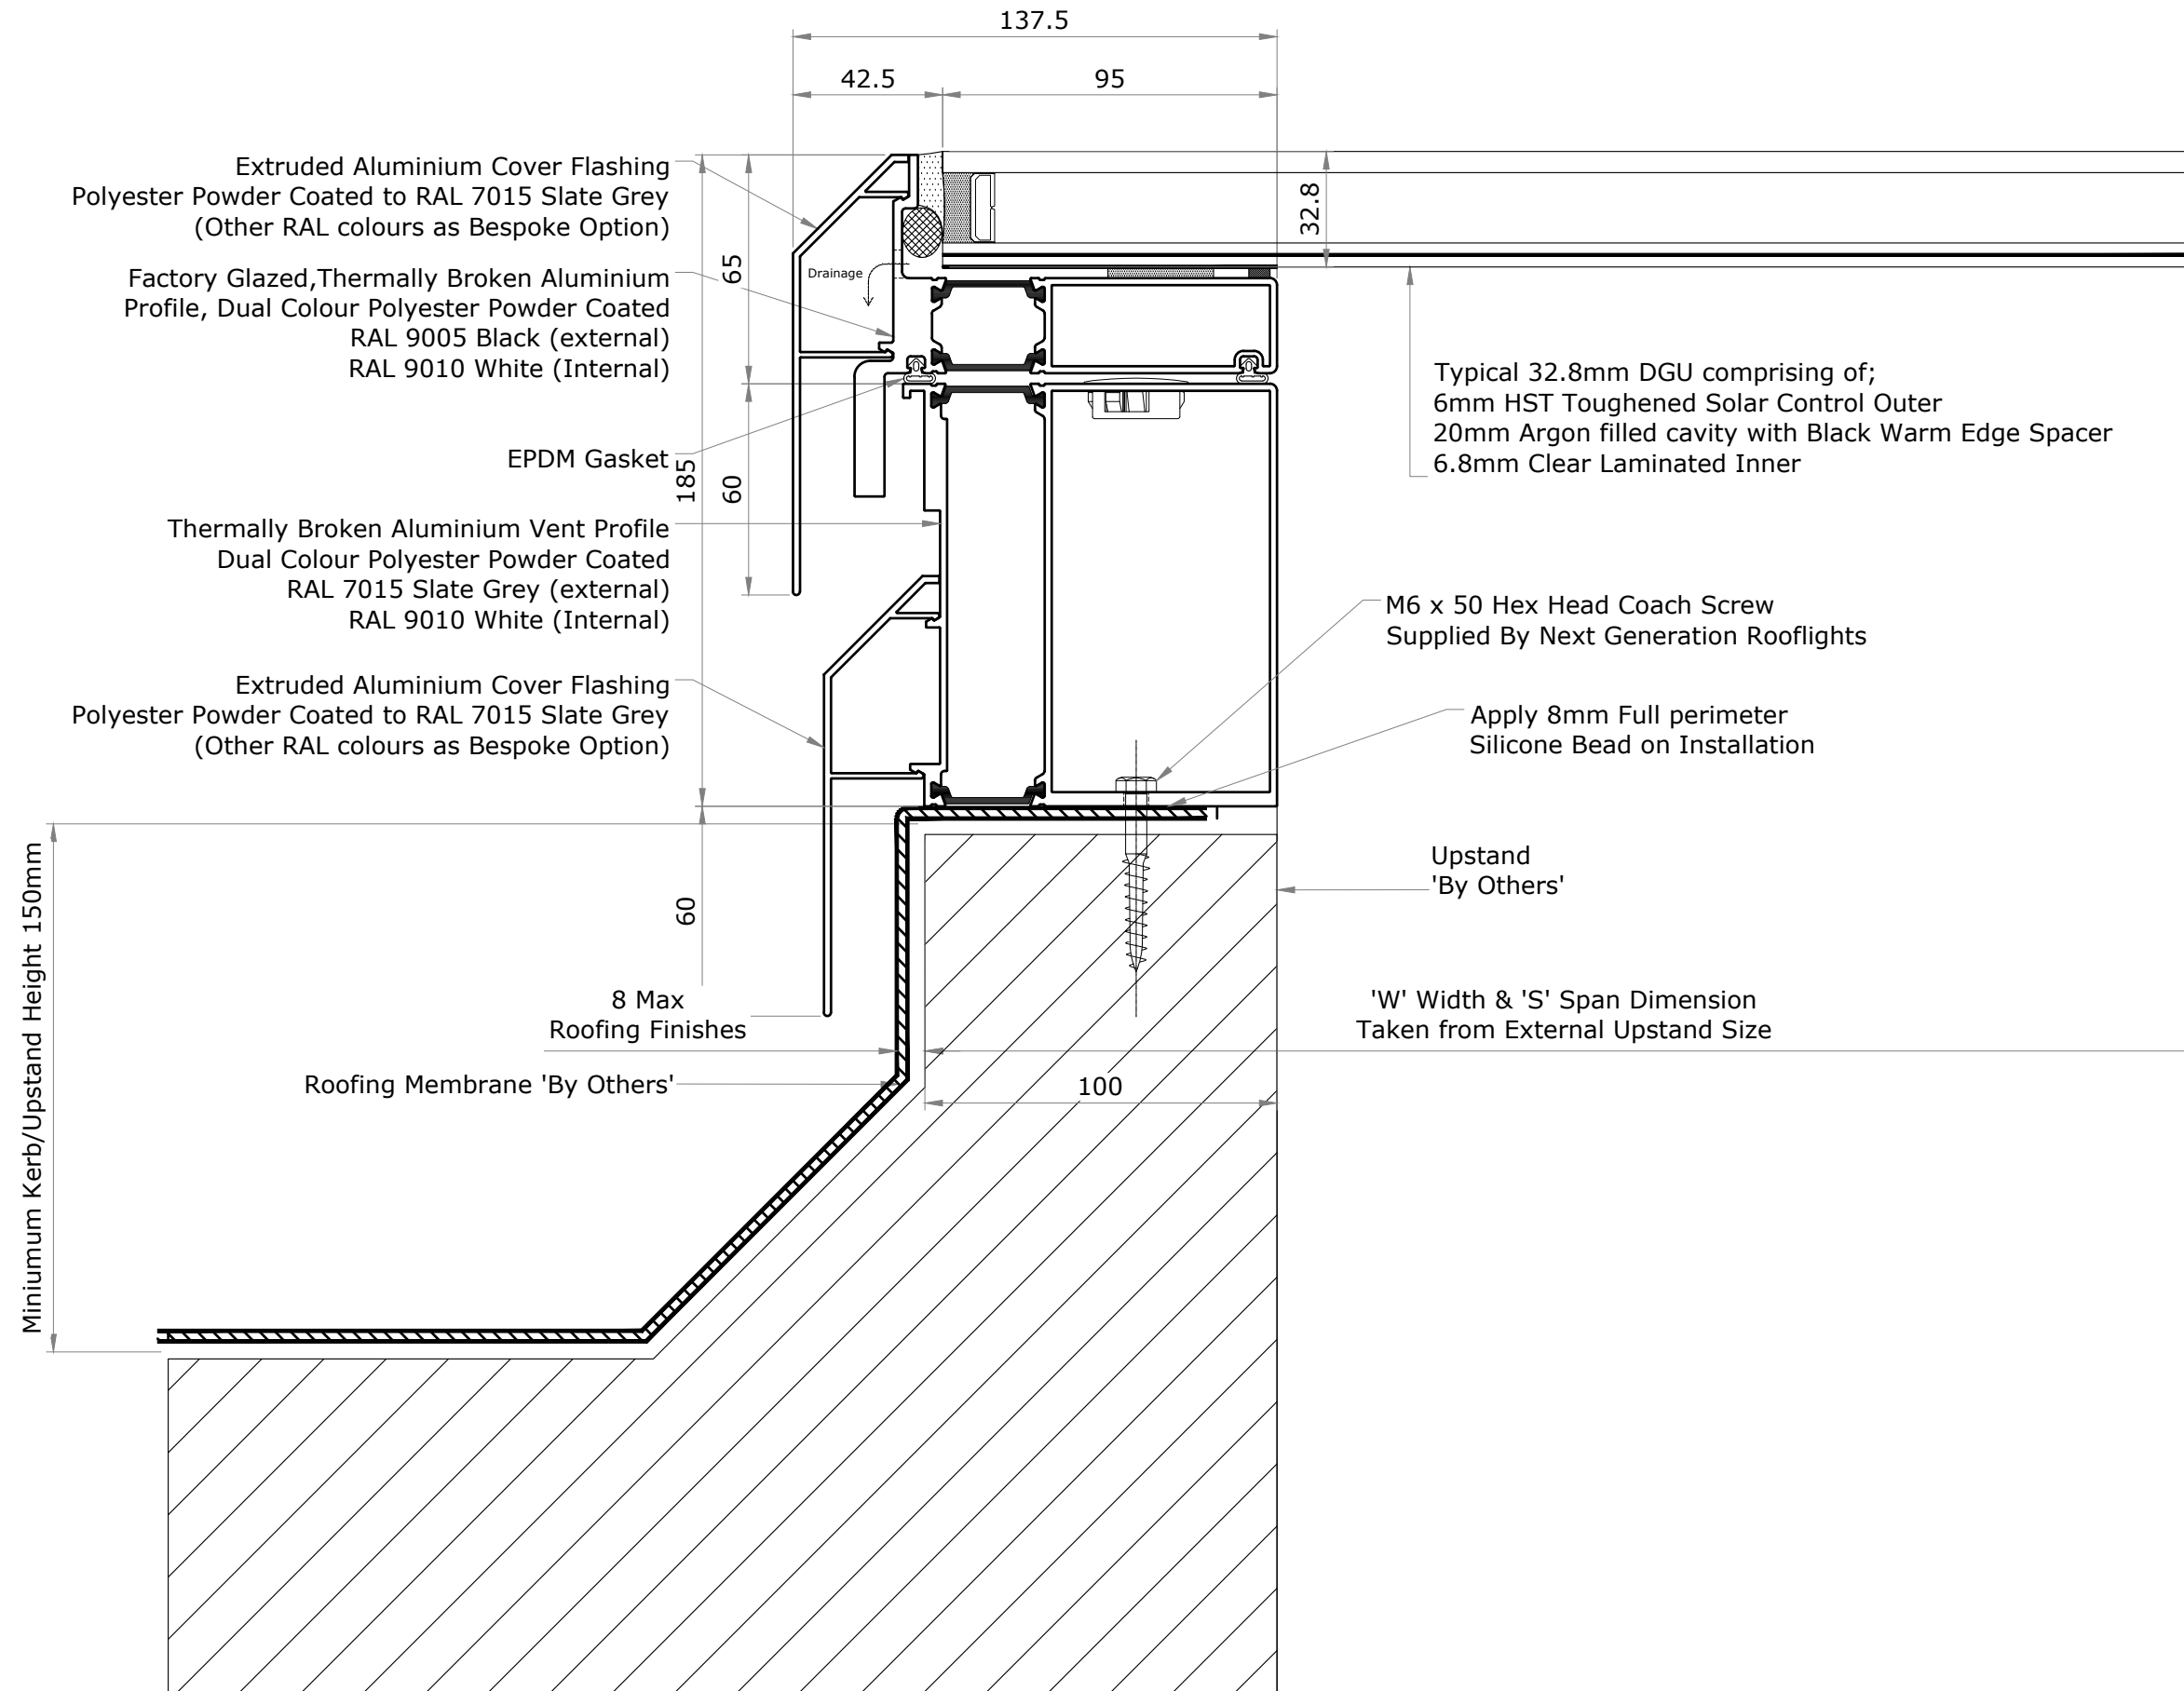 137.5
42.5
95
Extruded Aluminium Cover Flashing
Polyester Powder Coated to RAL 7015 Slate Grey
(Other RAL colours as Bespoke Option)
32.8
65
Drainage
Factory Glazed,Thermally Broken Aluminium
Profile, Dual Colour Polyester Powder Coated
RAL 9005 Black (external)
RAL 9010 White (Internal)
Typical 32.8mm DGU comprising of;
6mm HST Toughened Solar Control Outer
20mm Argon filled cavity with Black Warm Edge Spacer
6.8mm Clear Laminated Inner
EPDM Gasket
185
60
Thermally Broken Aluminium Vent Profile
Dual Colour Polyester Powder Coated
RAL 7015 Slate Grey (external)
RAL 9010 White (Internal)
M6 x 50 Hex Head Coach Screw
Supplied By Next Generation Rooflights
Extruded Aluminium Cover Flashing
Polyester Powder Coated to RAL 7015 Slate Grey
(Other RAL colours as Bespoke Option)
Apply 8mm Full perimeter
Silicone Bead on Installation
Upstand
'By Others'
60
Miniumum Kerb/Upstand Height 150mm
8 Max
Roofing Finishes
'W' Width & 'S' Span Dimension
Taken from External Upstand Size
Roofing Membrane 'By Others'
100